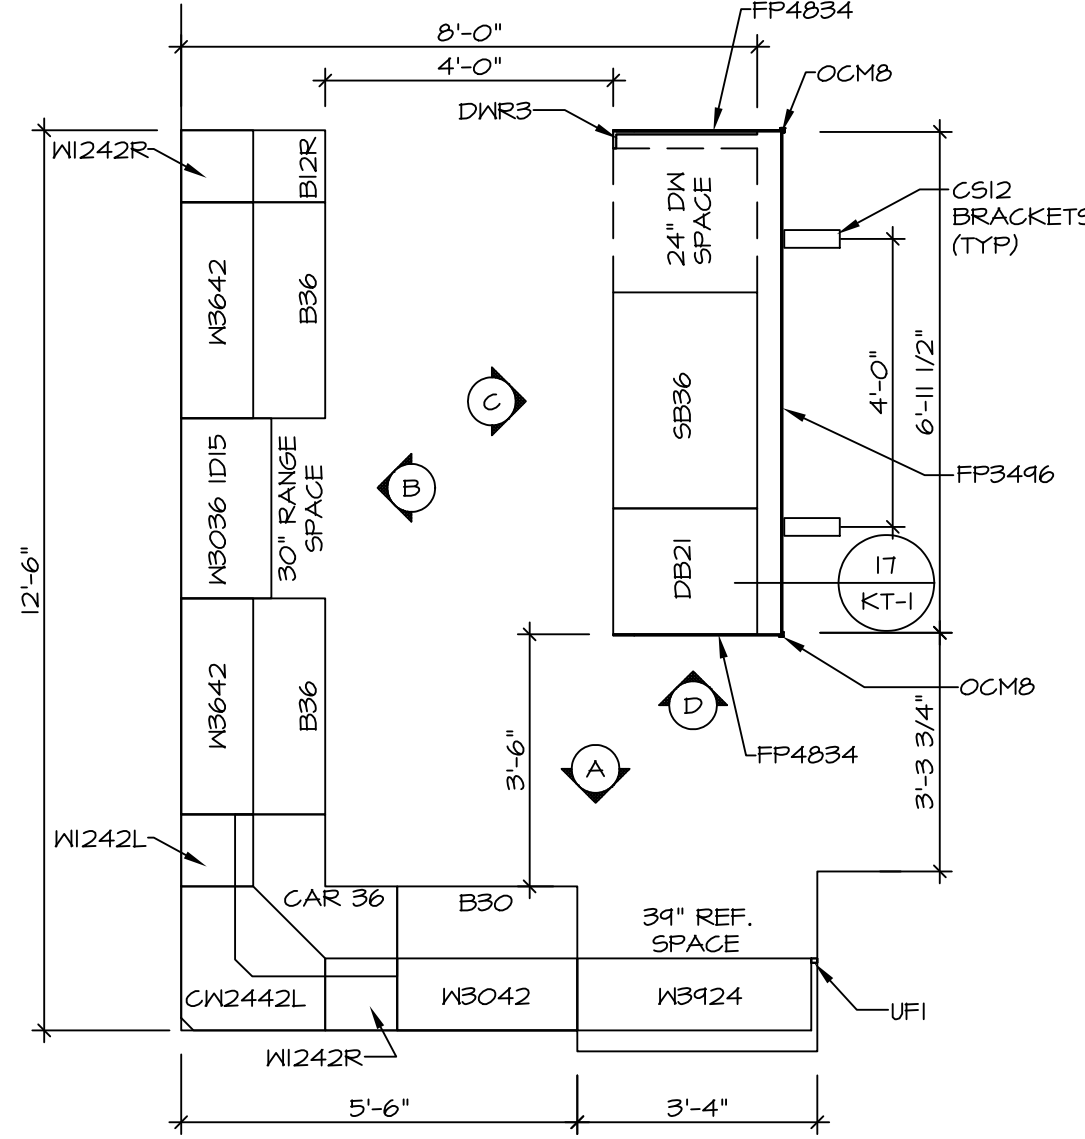 FP4834
8'-0"
4'-0"
OCM8
DWR3
W1242R
B12R
24" DW
SPACE
CS12
BRACKETS
(TYP)
W3642
B36
C
SB36
4'-0"
6'-11 1/2"
B
W3036 1D15
30" RANGE
SPACE
FP3496
12'-6"
DB21
17
KT-1
W3642
B36
D
OCM8
3'-6"
A
FP4834
3'-3 3/4"
W1242L
CAR 36
B30
39" REF.
SPACE
CW2442L
W3042
W3924
UF1
W1242R
5'-6"
3'-4"